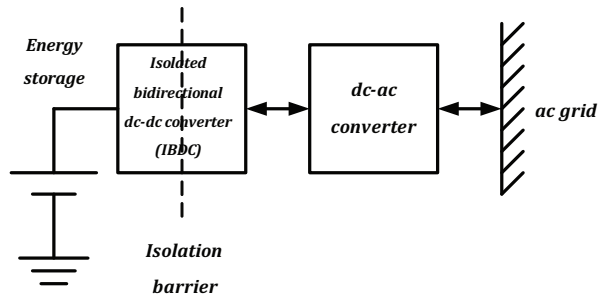 Energy
storage
Isolated
bidirectional
dc-dc converter
(IBDC)
dc-ac
converter
ac grid
Isolation
barrier